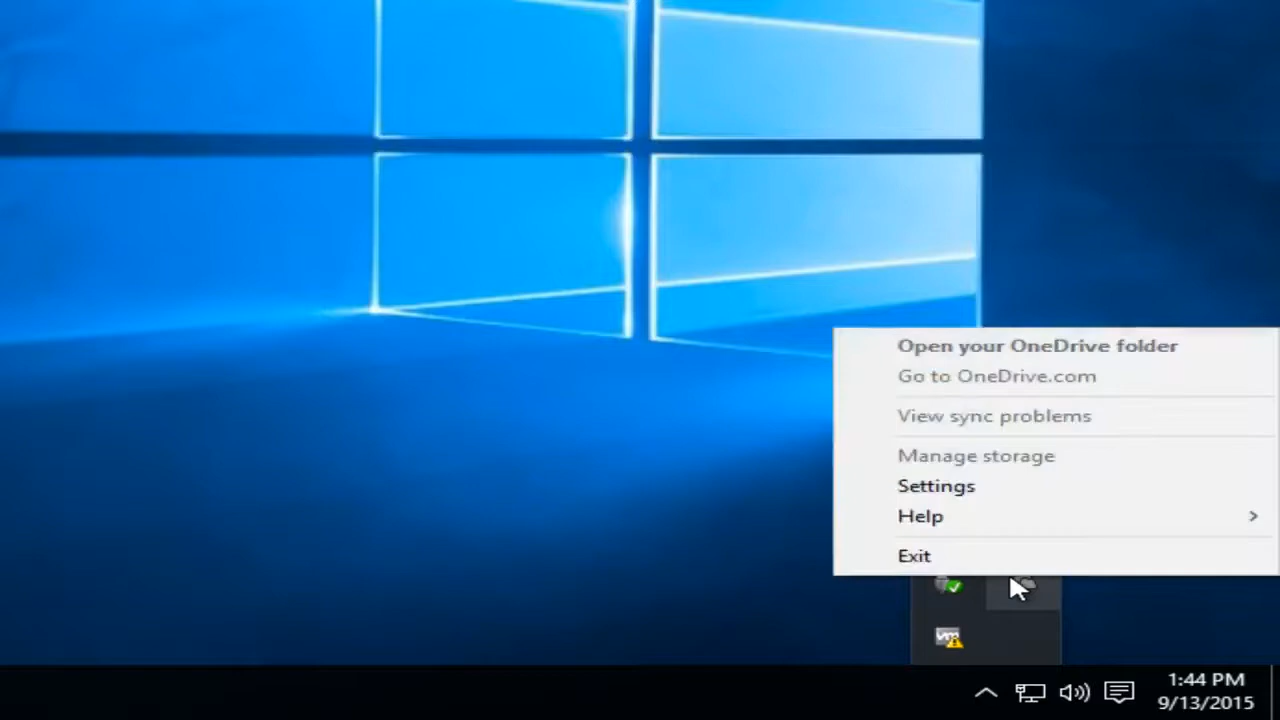 Open your OneDrive folder
Go to OneDrive.com
View sync problems
Manage storage
Settings
Help
Exit
vm
1:44 PM
9/13/2015